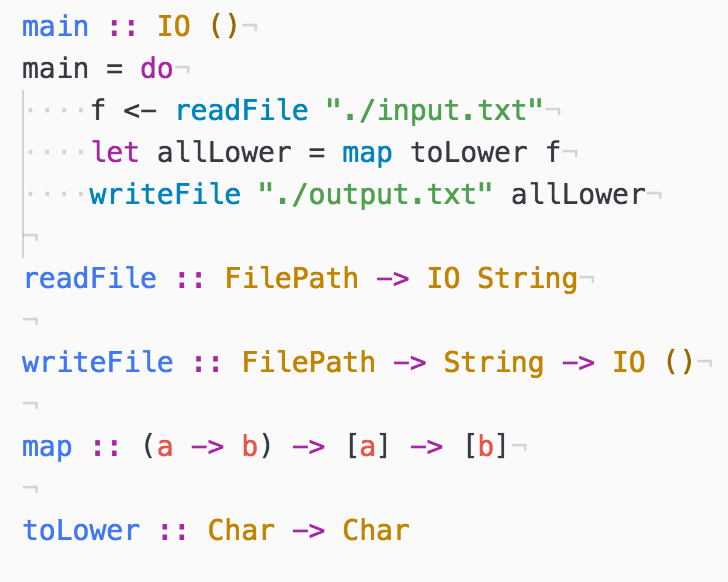 main :: IO ()
main = do
    f <- readFile "./input.txt"
    let allLower = map toLower f
    writeFile "./output.txt" allLower

readFile :: FilePath -> IO String

writeFile :: FilePath -> String -> IO ()

map :: (a -> b) -> [a] -> [b]

toLower :: Char -> Char